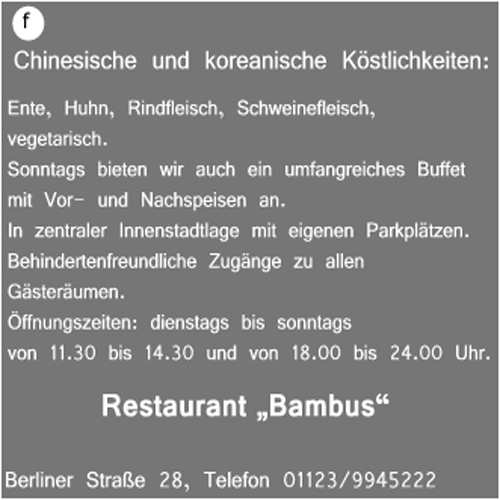 f
Chinesische und koreanische Köstlichkeiten:
Ente, Huhn, Rindfleisch, Schweinefleisch,
vegetarisch.
Sonntags bieten wir auch ein umfangreiches Buffet
mit Vor- und Nachspeisen an.
In zentraler Innenstadtlage mit eigenen Parkplätzen.
Behindertenfreundliche Zugänge zu allen
Gästeräumen.
Öffnungszeiten: dienstags bis sonntags
von 11.30 bis 14.30 und von 18.00 bis 24.00 Uhr.
Restaurant „Bambus“
Berliner Straße 28, Telefon 01123/9945222